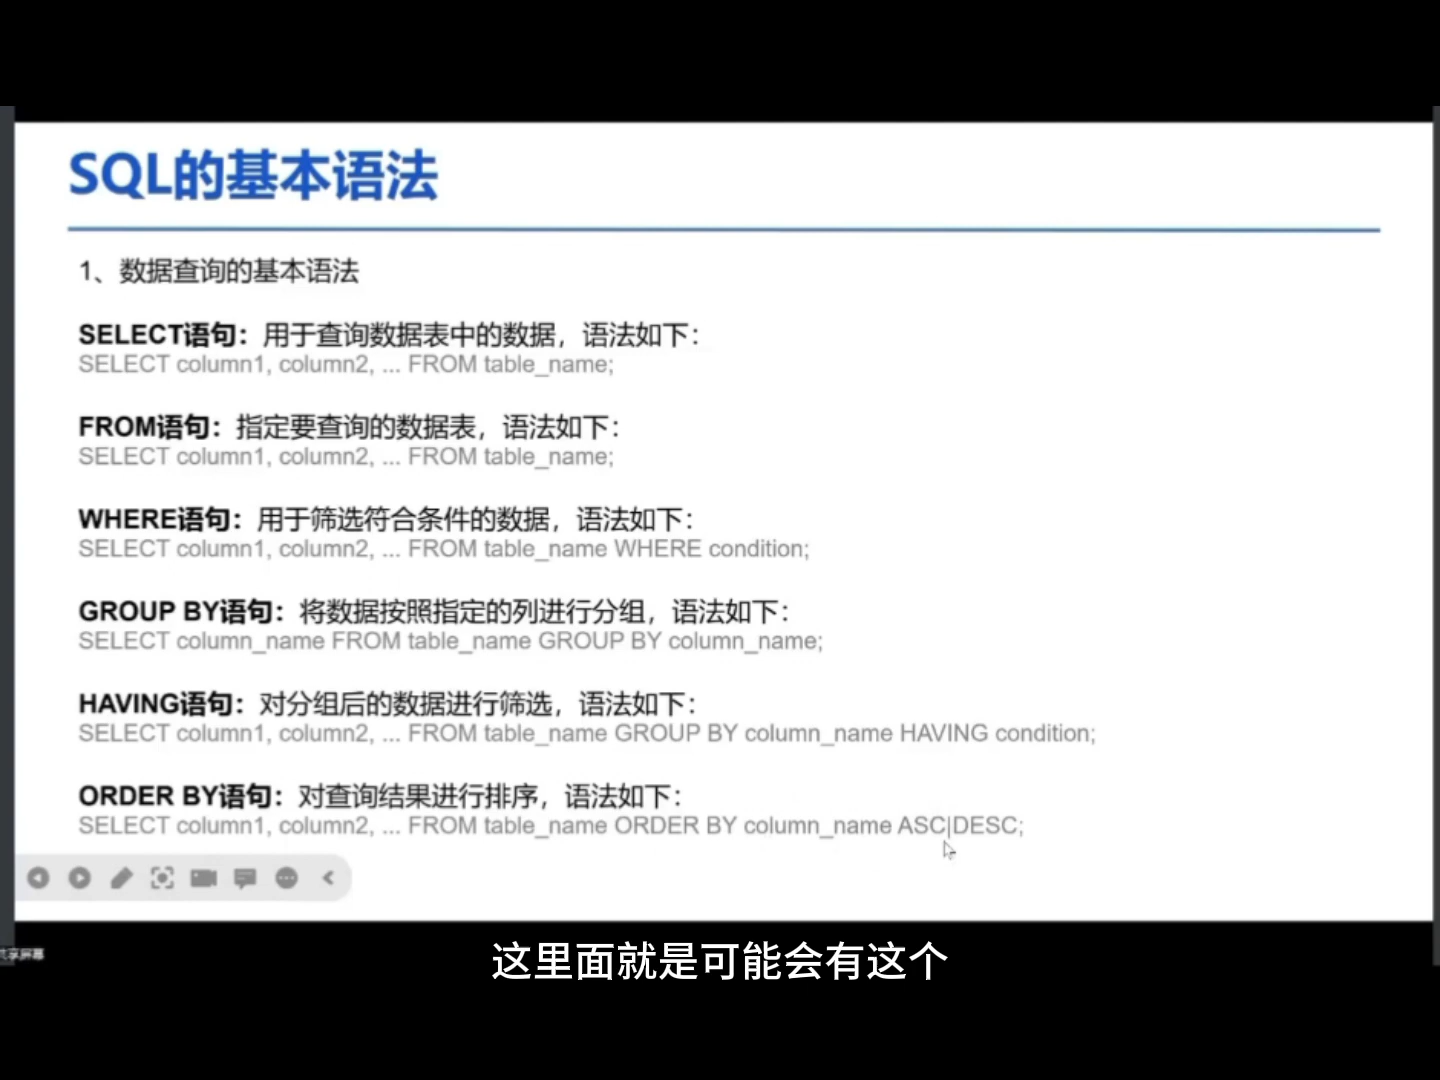 SQL的基本语法
1、数据查询的基本语法
SELECT语句：用于查询数据表中的数据，语法如下：
SELECT column1, column2, ... FROM table_name;
FROM语句：指定要查询的数据表，语法如下：
SELECT column1, column2, ... FROM table_name;
WHERE语句：用于筛选符合条件的数据，语法如下：
SELECT column1, column2, ... FROM table_name WHERE condition;
GROUP BY语句：将数据按照指定的列进行分组，语法如下：
SELECT column_name FROM table_name GROUP BY column_name;
HAVING语句：对分组后的数据进行筛选，语法如下：
SELECT column1, column2, ... FROM table_name GROUP BY column_name HAVING condition;
ORDER BY语句：对查询结果进行排序，语法如下：
SELECT column1, column2, ... FROM table_name ORDER BY column_name ASC|DESC;
享屏幕
这里面就是可能会有这个